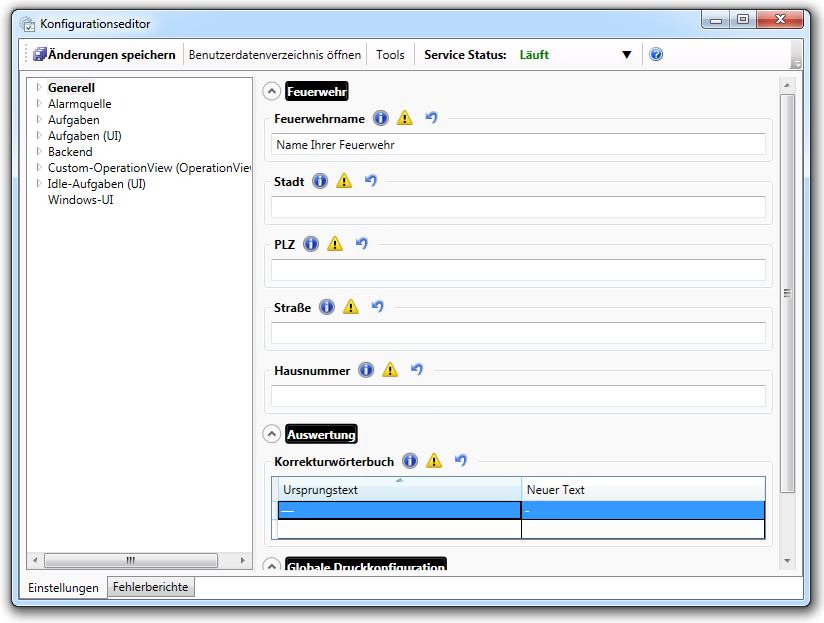 Konfigurationseditor
Änderungen speichern Benutzerdatenverzeichnis öffnen Tools Service Status: Läuft
Generell
Alarmquelle
Aufgaben
Aufgaben (UI)
Backend
Custom-OperationView (OperationView
Idle-Aufgaben (UI)
Windows-UI
Feuerwehr
Feuerwehrname
Name Ihrer Feuerwehr
Stadt
PLZ
Straße
Hausnummer
Auswertung
Korrekturwörterbuch
Ursprungstext Neuer Text
— -
Globale Druckkonfiguration
Einstellungen Fehlerberichte